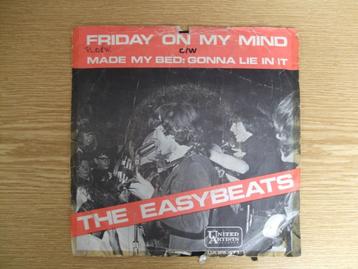 FRIDAY ON MY MIND
C/W
MADE MY BED: GONNA LIE IN IT
THE EASYBEATS
UNITED
ARTISTS